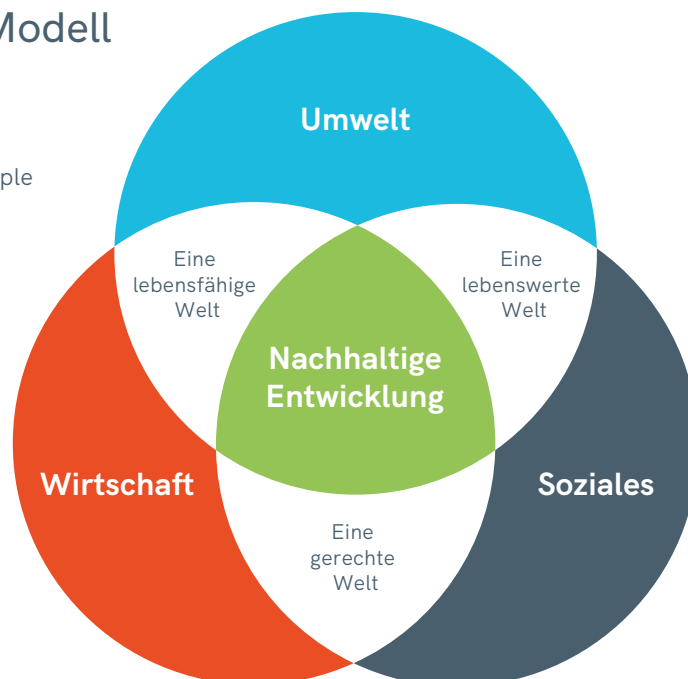 Modell
ple
Umwelt
Eine
lebensfähige
Welt
Eine
lebenswerte
Welt
Nachhaltige
Entwicklung
Wirtschaft
Soziales
Eine
gerechte
Welt